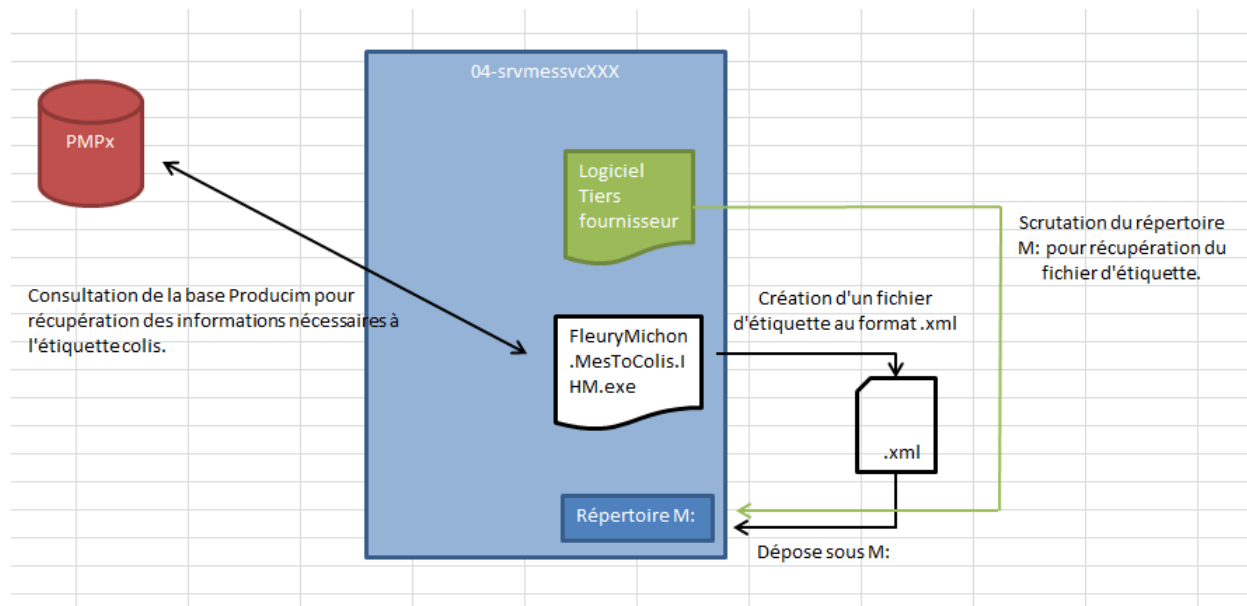 04-srvmessvcXXX
PMPx
Logiciel
Tiers
fournisseur
Scrutation du répertoire
M: pour récupération du
fichier d'étiquette.
Consultation de la base Producim pour
récupération des informations nécessaires à
l'étiquette colis.
Création d'un fichier
d'étiquette au format .xml
FleuryMichon
.MesToColis.I
HM.exe
.xml
Répertoire M:
Dépose sous M: